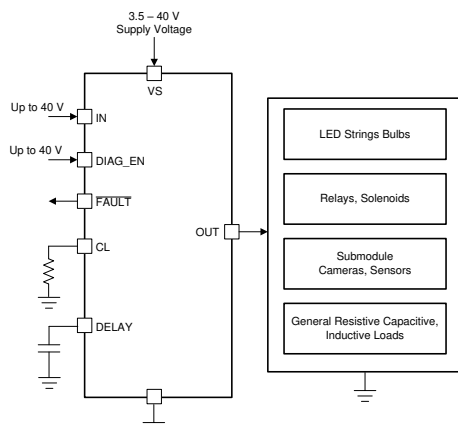 3.5 – 40 V
Supply Voltage
VS
Up to 40 V
IN
Up to 40 V
DIAG_EN
FAULT
OUT
CL
DELAY
LED Strings Bulbs
Relays, Solenoids
Submodule
Cameras, Sensors
General Resistive Capacitive,
Inductive Loads